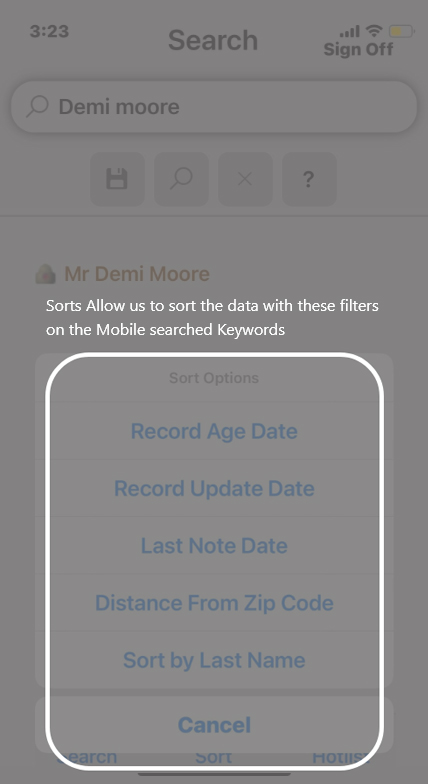 3:23
Search
Sign Off
Demi moore
?
Mr Demi Moore
Sorts Allow us to sort the data with these filters
on the Mobile searched Keywords
Sort Options
Record Age Date
Record Update Date
Last Note Date
Distance From Zip Code
Sort by Last Name
Cancel
Search Sort Hotlist